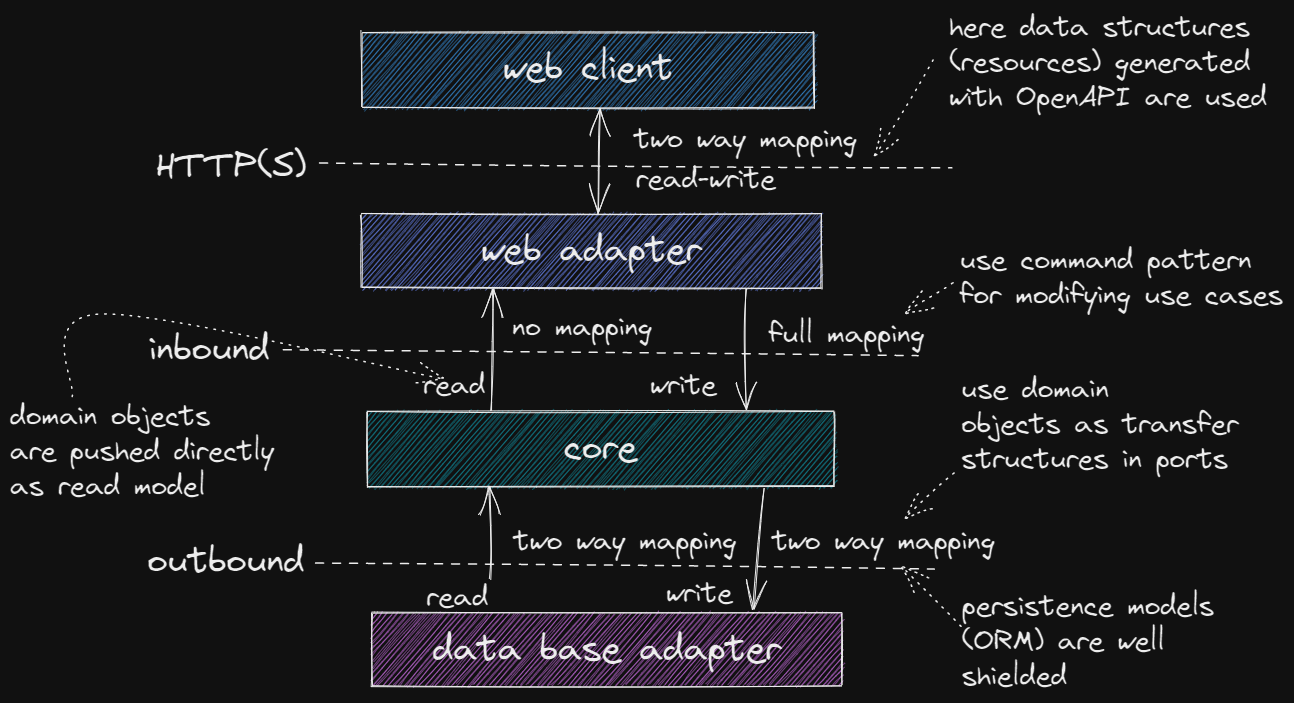 here data structures
(resources) generated
with OpenAPI are used
web client
two way mapping
HTTP(S)
read-write
web adapter
use command pattern
for modifying use cases
no mapping
full mapping
inbound
read
write
domain objects
are pushed directly
as read model
use domain
objects as transfer
structures in ports
core
two way mapping
two way mapping
outbound
read
write
persistence models
(ORM) are well
shielded
data base adapter